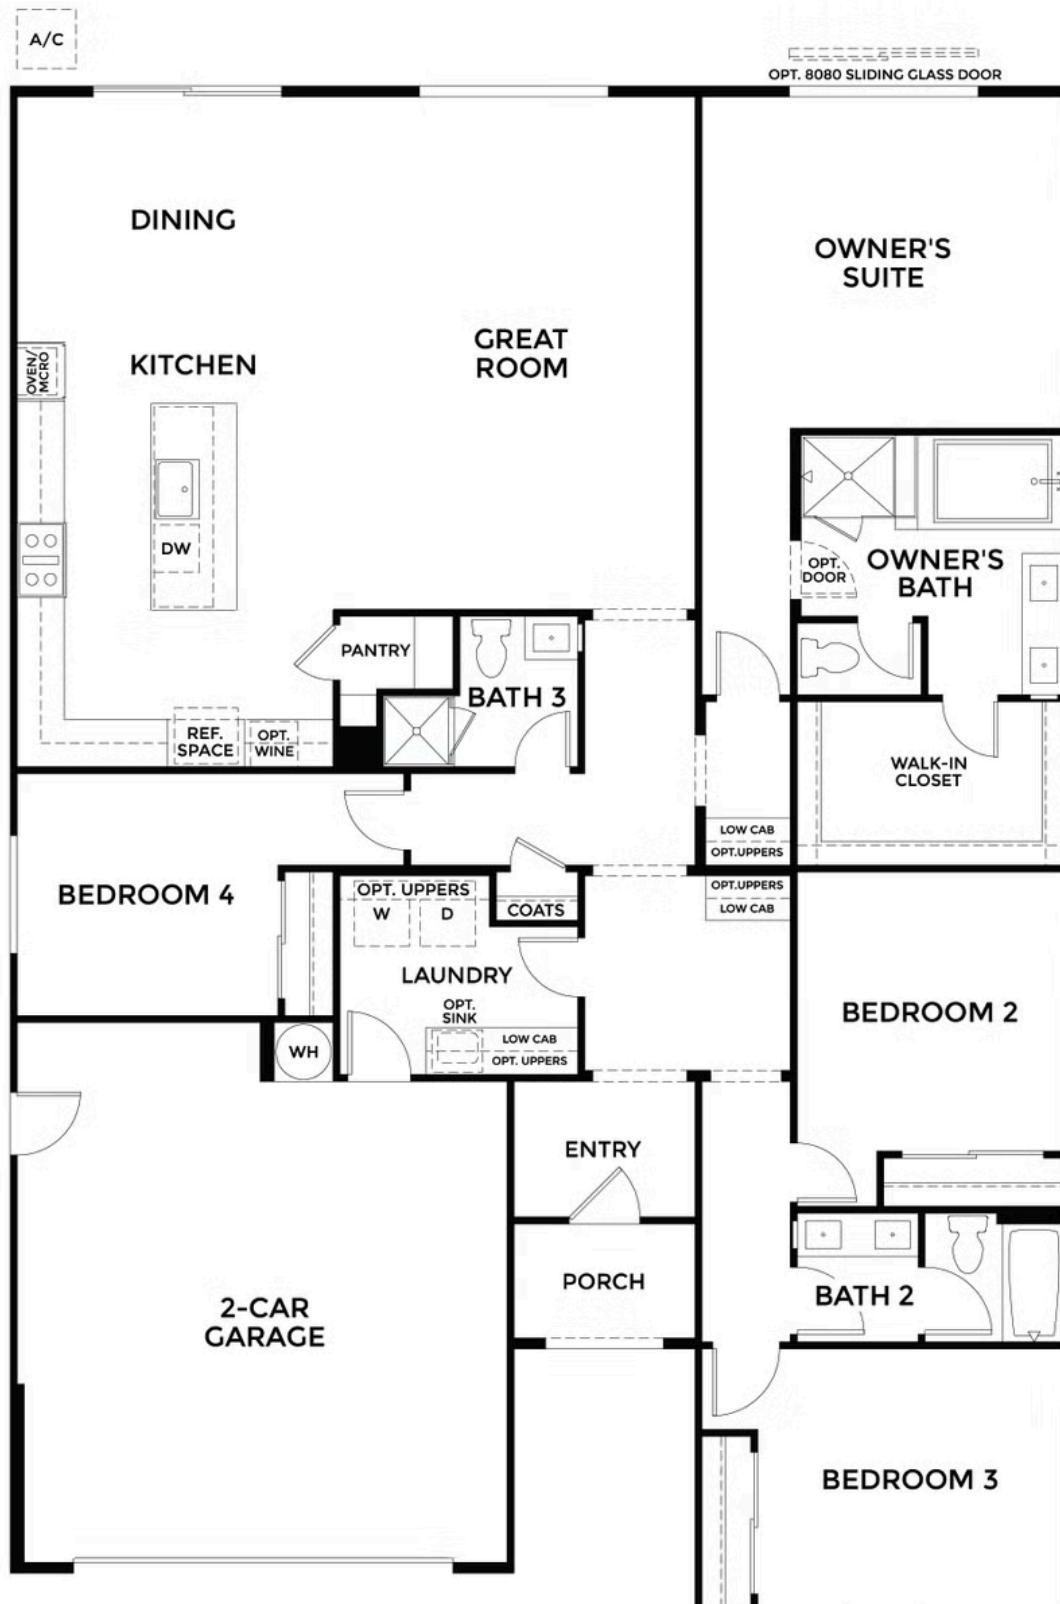 A/C
OPT. 8080 SLIDING GLASS DOOR
DINING
OWNER'S
SUITE
GREAT
ROOM
OVEN/
MCRO
KITCHEN
DW
OPT.
DOOR
OWNER'S
BATH
PANTRY
BATH 3
REF.
SPACE
OPT.
WINE
WALK-IN
CLOSET
LOW CAB
OPT.UPPERS
OPT.UPPERS
LOW CAB
BEDROOM 4
OPT. UPPERS
W
D
COATS
LAUNDRY
OPT.
SINK
LOW CAB
OPT. UPPERS
BEDROOM 2
WH
ENTRY
PORCH
BATH 2
2-CAR
GARAGE
BEDROOM 3